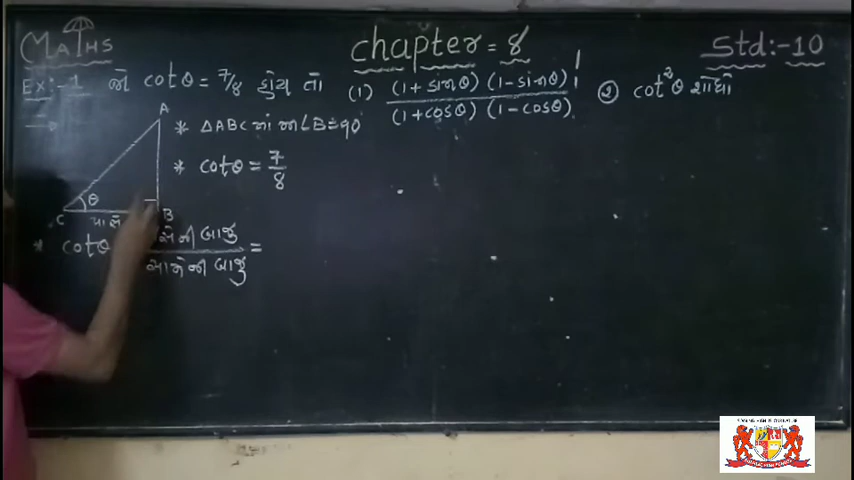 MATHS
chapter = 8
Std:-10
Ex:-1 જો cotθ = 7/8 હોય તો (1) (1+sinθ) (1-sinθ) / (1+cosθ) (1-cosθ) ② cot²θ શોધો
A
* △ABC માં m∠B=90
* cotθ = 7/8
θ
C પાસે B
* cotθ પાસેની બાજુ / સામેની બાજુ =